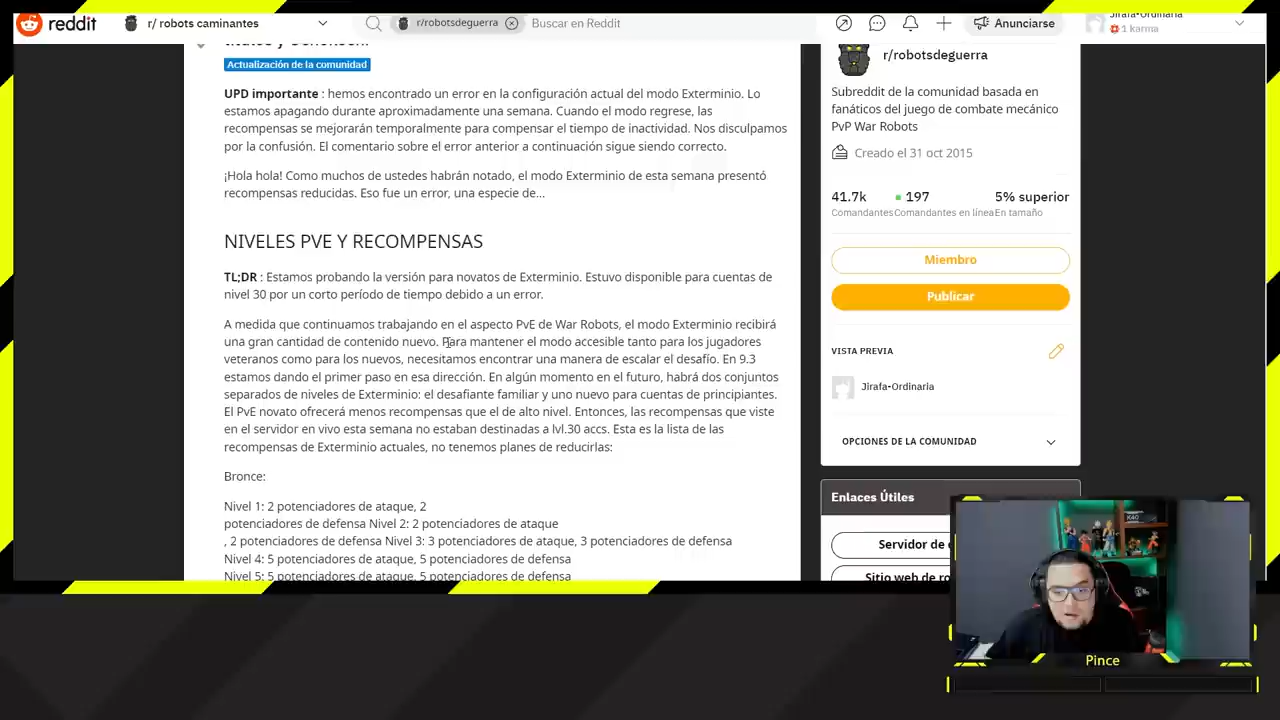 reddit
r/ robots caminantes
r/robotsdeguerra
Buscar en Reddit
Anunciarse
Jirafa-Ordinaria
1 karma
Actualización de la comunidad
UPD importante : hemos encontrado un error en la configuración actual del modo Exterminio. Lo
estamos apagando durante aproximadamente una semana. Cuando el modo regrese, las
recompensas se mejorarán temporalmente para compensar el tiempo de inactividad. Nos disculpamos
por la confusión. El comentario sobre el error anterior a continuación sigue siendo correcto.
¡Hola hola! Como muchos de ustedes habrán notado, el modo Exterminio de esta semana presentó
recompensas reducidas. Eso fue un error, una especie de...
NIVELES PVE Y RECOMPENSAS
TL;DR : Estamos probando la versión para novatos de Exterminio. Estuvo disponible para cuentas de
nivel 30 por un corto período de tiempo debido a un error.
A medida que continuamos trabajando en el aspecto PvE de War Robots, el modo Exterminio recibirá
una gran cantidad de contenido nuevo. Para mantener el modo accesible tanto para los jugadores
veteranos como para los nuevos, necesitamos encontrar una manera de escalar el desafío. En 9.3
estamos dando el primer paso en esa dirección. En algún momento en el futuro, habrá dos conjuntos
separados de niveles de Exterminio: el desafiante familiar y uno nuevo para cuentas de principiantes.
El PvE novato ofrecerá menos recompensas que el de alto nivel. Entonces, las recompensas que viste
en el servidor en vivo esta semana no estaban destinadas a lvl.30 accs. Esta es la lista de las
recompensas de Exterminio actuales, no tenemos planes de reducirlas:
Bronce:
Nivel 1: 2 potenciadores de ataque, 2
potenciadores de defensa Nivel 2: 2 potenciadores de ataque
, 2 potenciadores de defensa Nivel 3: 3 potenciadores de ataque, 3 potenciadores de defensa
Nivel 4: 5 potenciadores de ataque, 5 potenciadores de defensa
Nivel 5: 5 potenciadores de ataque, 5 potenciadores de defensa
r/robotsdeguerra
Subreddit de la comunidad basada en
fanáticos del juego de combate mecánico
PvP War Robots
Creado el 31 oct 2015
41.7k
197
5% superior
Comandantes
Comandantes en línea
En tamaño
Miembro
Publicar
VISTA PREVIA
Jirafa-Ordinaria
OPCIONES DE LA COMUNIDAD
Enlaces Útiles
Servidor de
Sitio web de
Pince